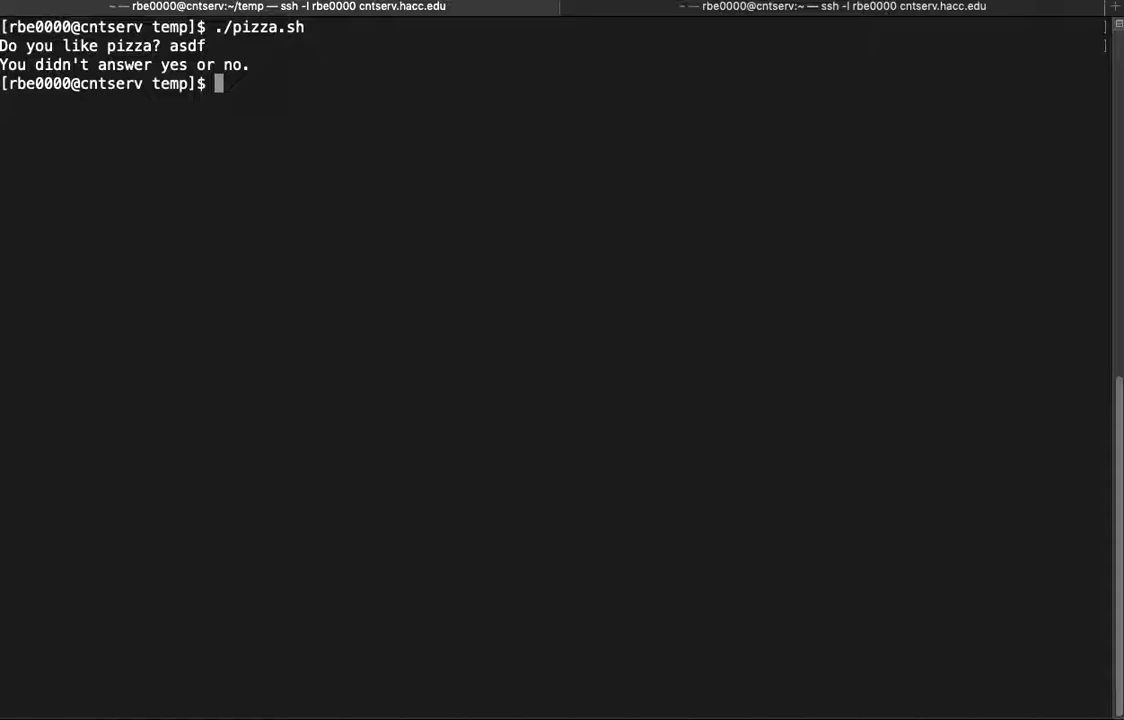 rbe0000@cntserv:~/temp — ssh -l rbe0000 cntserv.hacc.edu
rbe0000@cntserv:~ — ssh -l rbe0000 cntserv.hacc.edu
[rbe0000@cntserv temp]$ ./pizza.sh
Do you like pizza? asdf
You didn't answer yes or no.
[rbe0000@cntserv temp]$